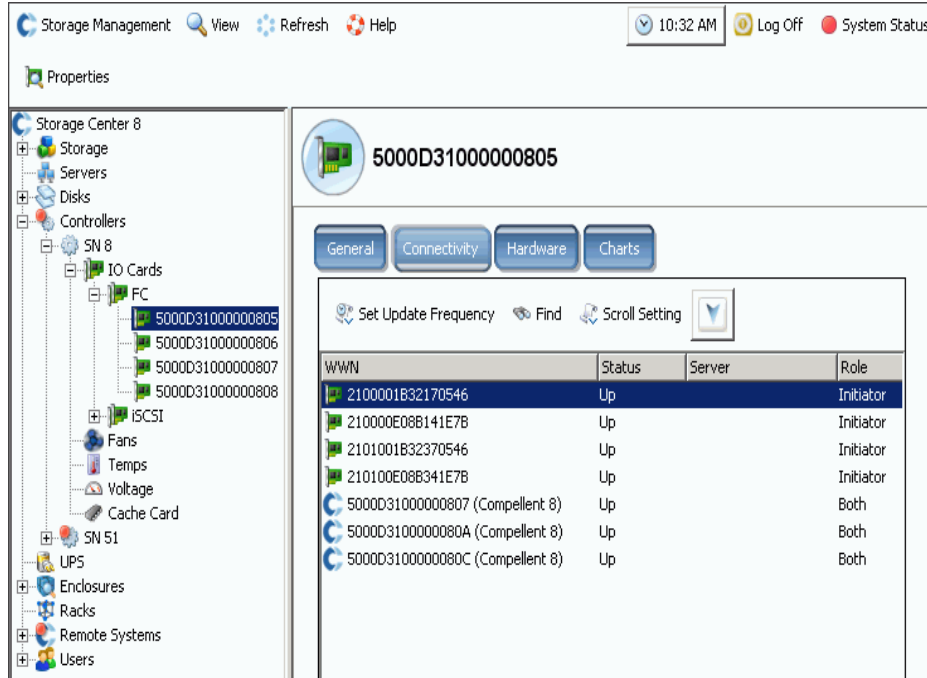 Storage Management View Refresh Help 10:32 AM Log Off System Status
Properties
Storage Center 8
Storage
Servers
Disks
Controllers
SN 8
IO Cards
FC
5000D31000000805
5000D31000000806
5000D31000000807
5000D31000000808
iSCSI
Fans
Temps
Voltage
Cache Card
SN 51
UPS
Enclosures
Racks
Remote Systems
Users
5000D31000000805
General Connectivity Hardware Charts
Set Update Frequency Find Scroll Setting
WWN Status Server Role
2100001B32170546 Up Initiator
210000E08B141E7B Up Initiator
2101001B32370546 Up Initiator
210100E08B341E7B Up Initiator
5000D31000000807 (Compellent 8) Up Both
5000D3100000080A (Compellent 8) Up Both
5000D3100000080C (Compellent 8) Up Both